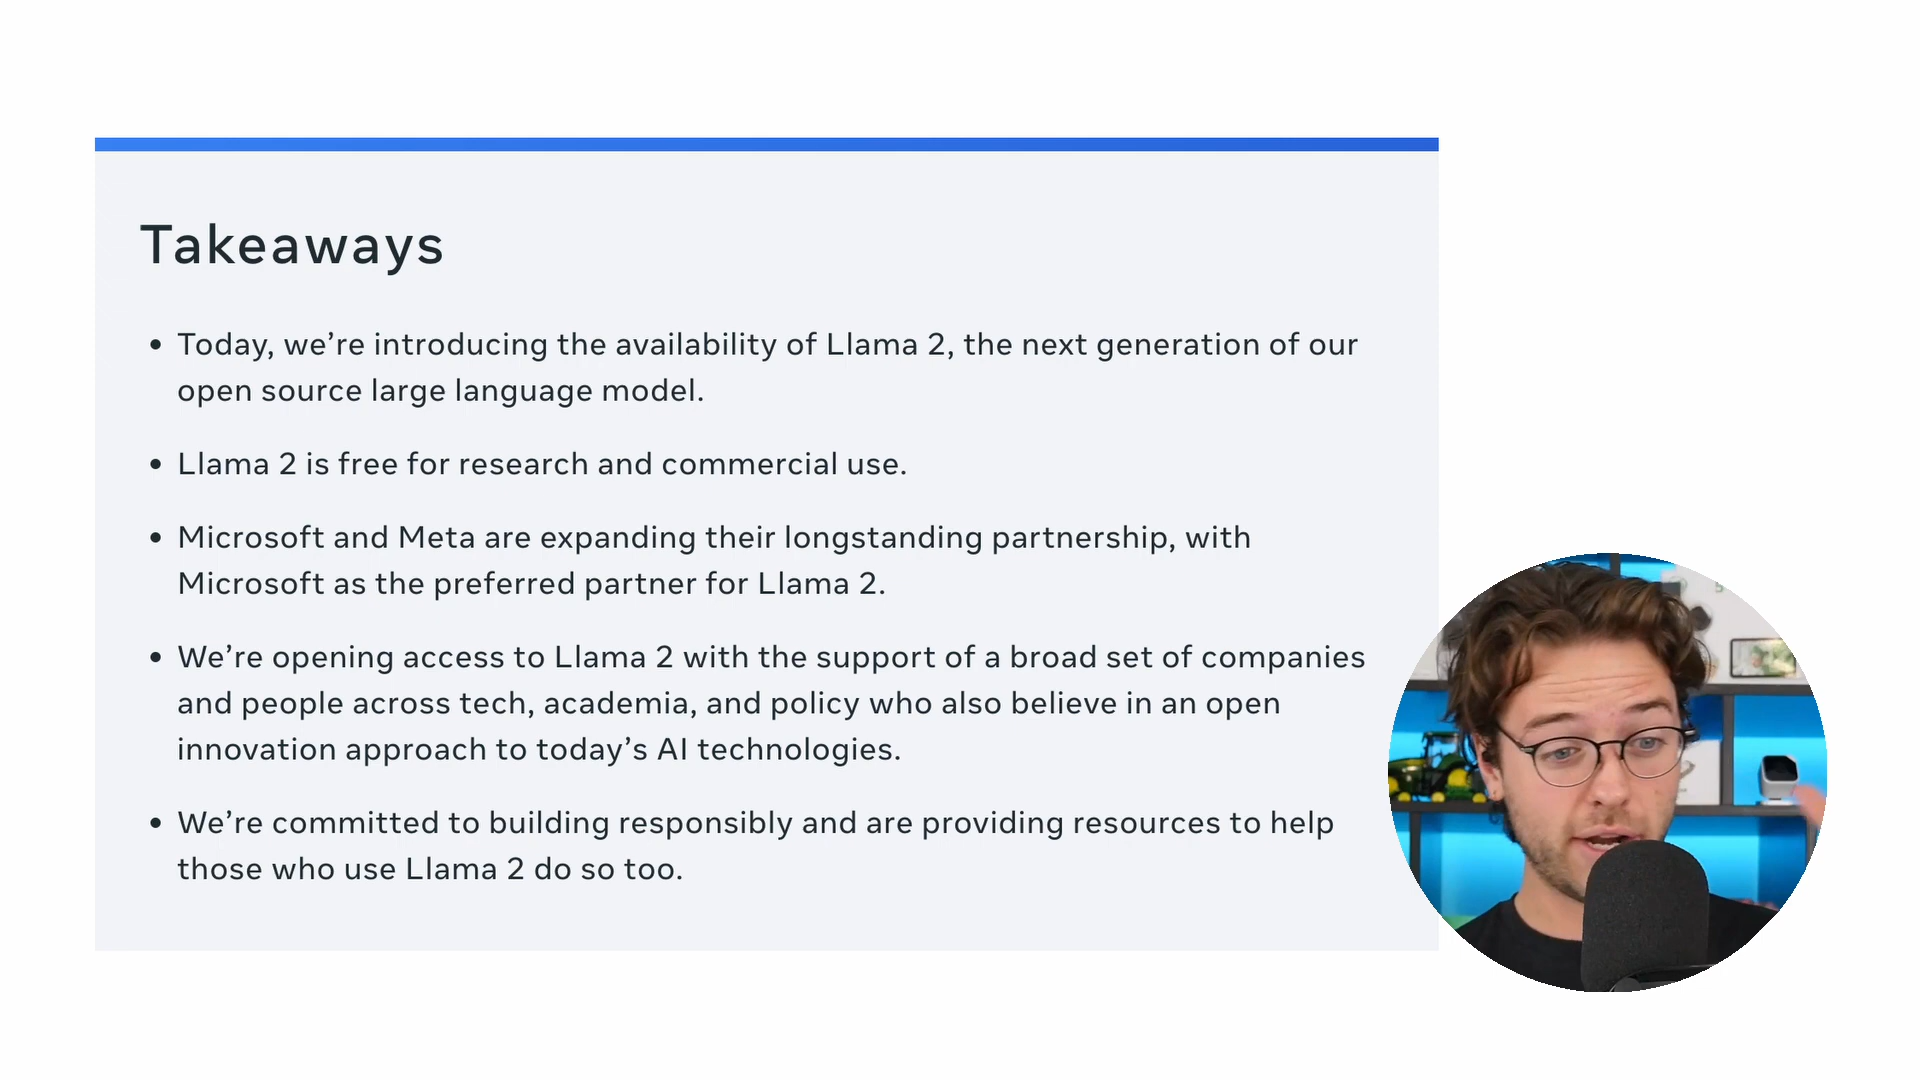 Takeaways
• Today, we’re introducing the availability of Llama 2, the next generation of our
open source large language model.
• Llama 2 is free for research and commercial use.
• Microsoft and Meta are expanding their longstanding partnership, with
Microsoft as the preferred partner for Llama 2.
• We’re opening access to Llama 2 with the support of a broad set of companies
and people across tech, academia, and policy who also believe in an open
innovation approach to today’s AI technologies.
• We’re committed to building responsibly and are providing resources to help
those who use Llama 2 do so too.